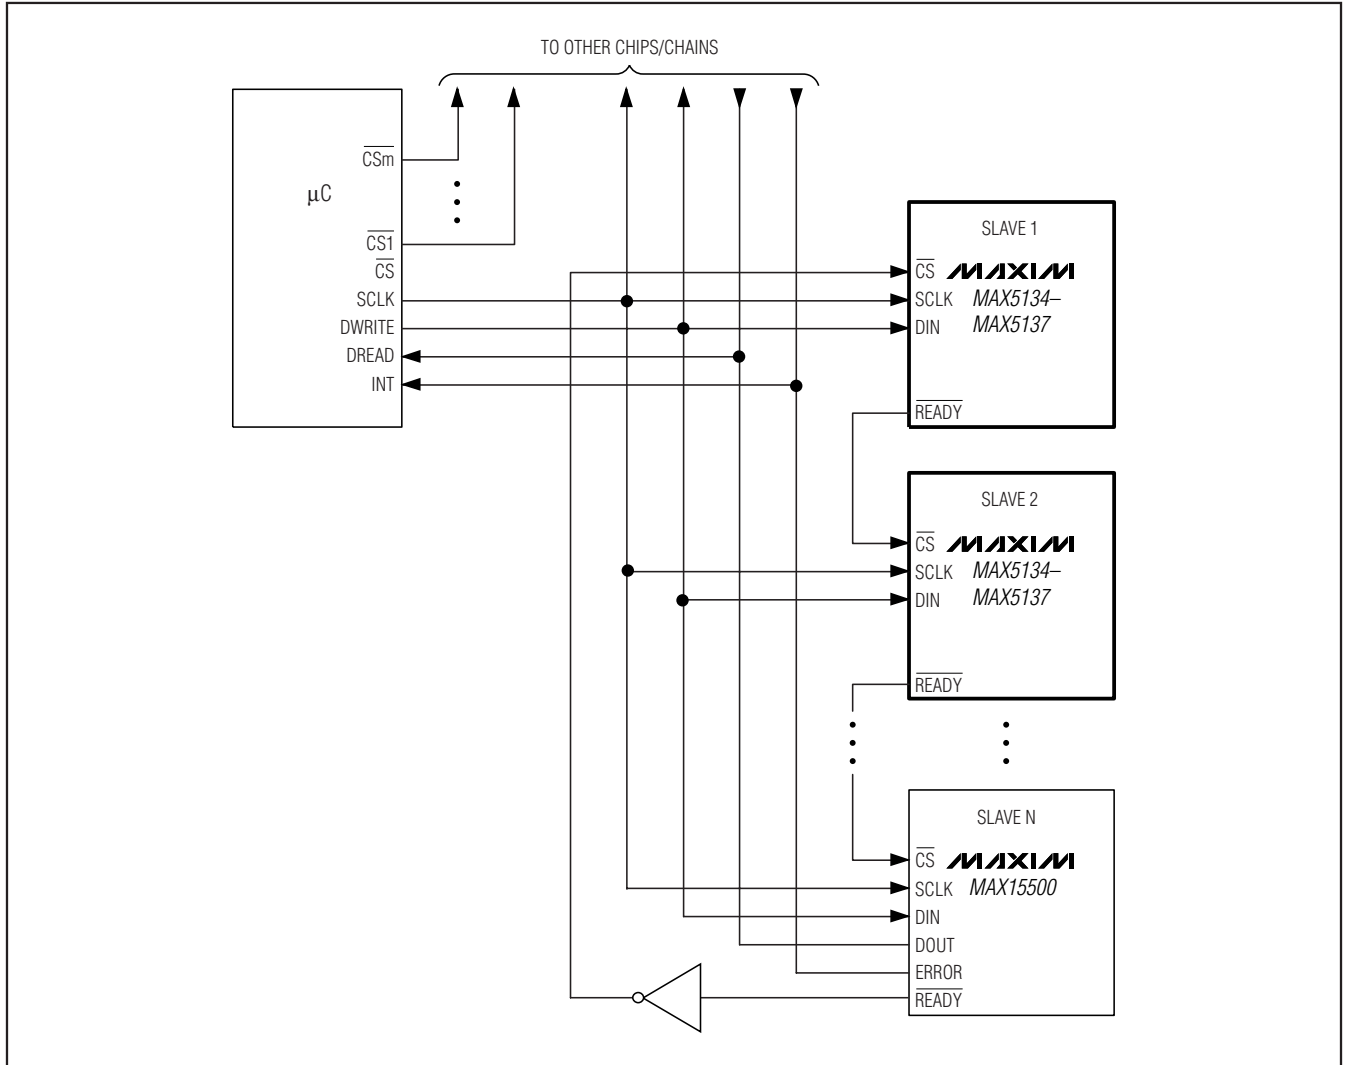 TO OTHER CHIPS/CHAINS
CSm
μC
CS1
CS
SCLK
DWRITE
DREAD
INT
SLAVE 1
CS MAXIM
SCLK MAX5134–
DIN MAX5137
READY
SLAVE 2
CS MAXIM
SCLK MAX5134–
DIN MAX5137
READY
SLAVE N
CS MAXIM
SCLK MAX15500
DIN
DOUT
ERROR
READY